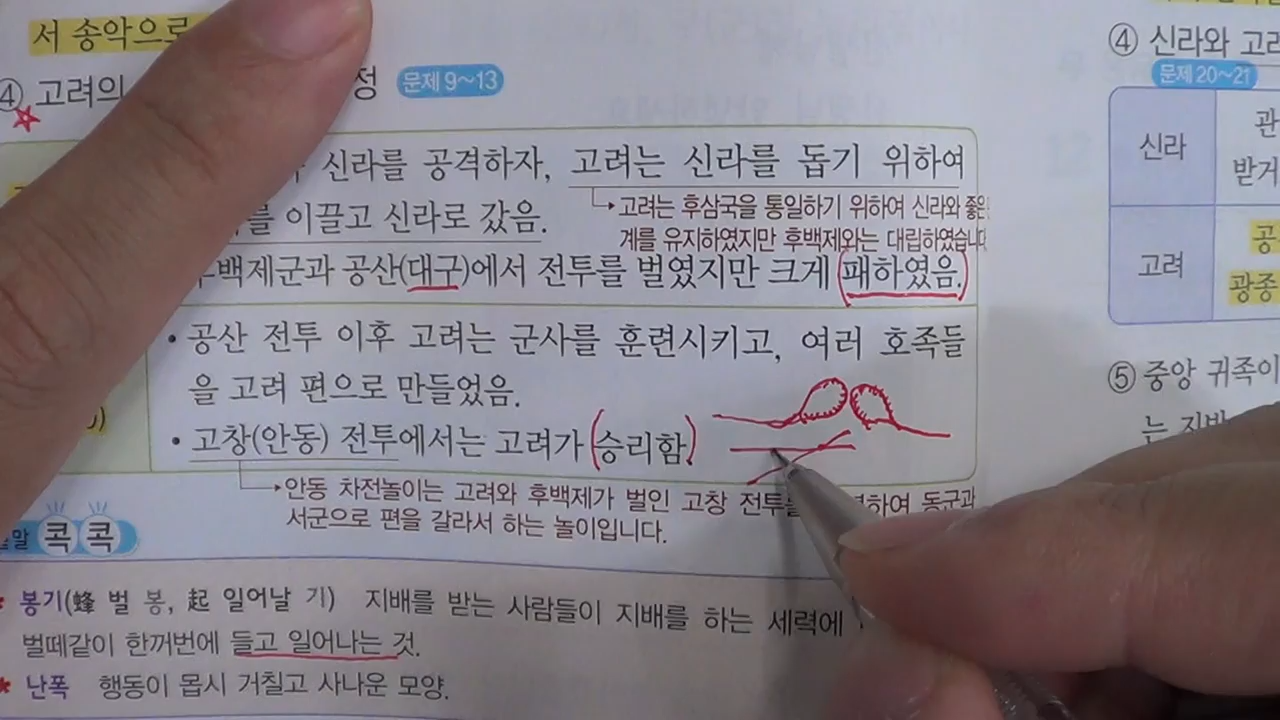 서 송악으로
④ 고려의 정 문제 9~13
신라를 공격하자, 고려는 신라를 돕기 위하여
를 이끌고 신라로 갔음.
고려는 후삼국을 통일하기 위하여 신라와 좋은
계를 유지하였지만 후백제와는 대립하였습니다
후백제군과 공산(대구)에서 전투를 벌였지만 크게 패하였음.
• 공산 전투 이후 고려는 군사를 훈련시키고, 여러 호족들
을 고려 편으로 만들었음.
• 고창(안동) 전투에서는 고려가 승리함.
안동 차전놀이는 고려와 후백제가 벌인 고창 전투를 하여 동군과
서군으로 편을 갈라서 하는 놀이입니다.
콕콕
* 봉기(蜂 벌 봉, 起 일어날 기) 지배를 받는 사람들이 지배를 하는 세력에
벌떼같이 한꺼번에 들고 일어나는 것.
* 난폭 행동이 몹시 거칠고 사나운 모양.
④ 신라와 고려
문제 20~21
신라
관
받거
고려
공
광종
⑤ 중앙 귀족이
는 지방